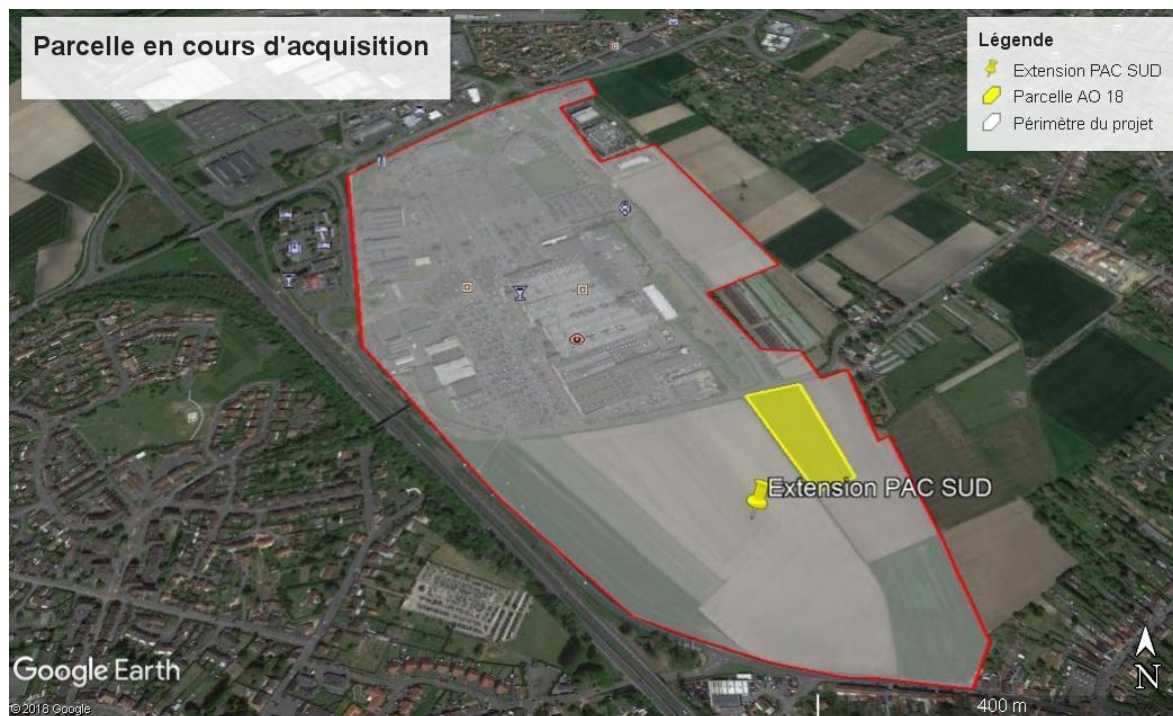 Parcelle en cours d'acquisition
Légende
Extension PAC SUD
Parcelle AO 18
Périmètre du projet
Extension PAC SUD
Google Earth
©2018 Google
N
400 m